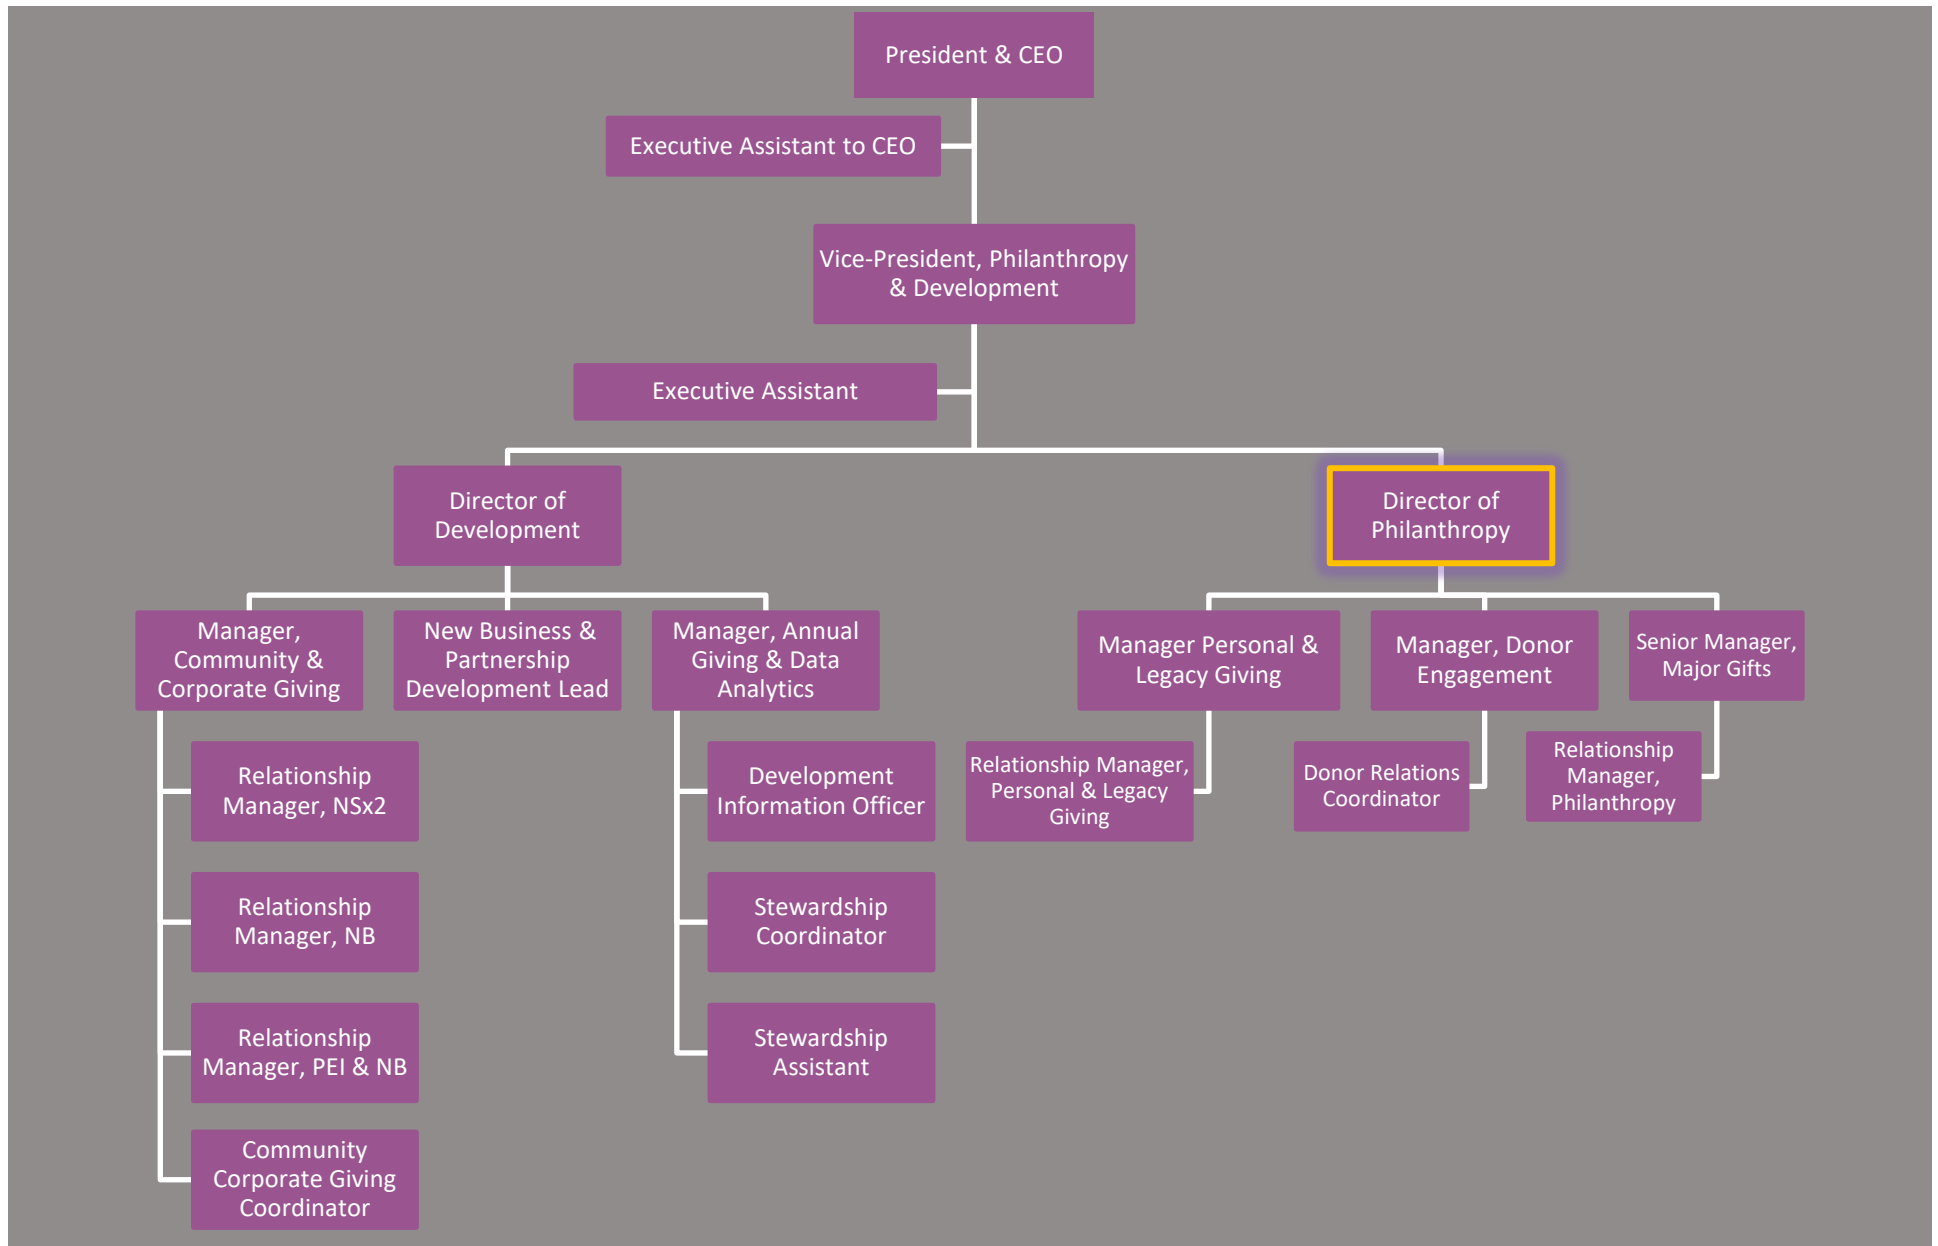 President & CEO
Executive Assistant to CEO
Vice-President, Philanthropy
& Development
Executive Assistant
Director of
Development
Director of
Philanthropy
Manager,
Community &
Corporate Giving
New Business &
Partnership
Development Lead
Manager, Annual
Giving & Data
Analytics
Manager Personal &
Legacy Giving
Manager, Donor
Engagement
Senior Manager,
Major Gifts
Relationship
Manager, NSx2
Relationship
Manager, NB
Relationship
Manager, PEI & NB
Community
Corporate Giving
Coordinator
Development
Information Officer
Stewardship
Coordinator
Stewardship
Assistant
Relationship Manager,
Personal & Legacy
Giving
Donor Relations
Coordinator
Relationship
Manager,
Philanthropy